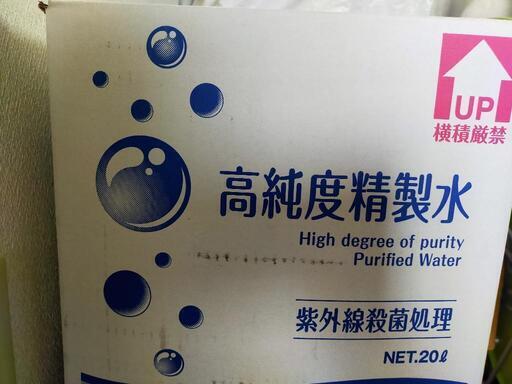 UP
横積厳禁
高純度精製水
High degree of purity
Purified Water
紫外線殺菌処理
NET.20ℓ